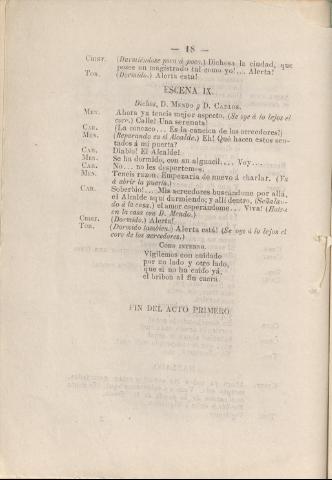 — 18 —
CRIST. (Durmiéndose poco á poco.) Dichosa la ciudad, que
posee un magistrado tal como yo!... Alerta!
TOR. (Dormido.) Alerta está!
ESCENA IX.
Dichos, D. MENDO y D. CARLOS.
MEN. Ahora ya teneis mejor aspecto. (Se oye á lo lejos el
coro.) Calle! Una serenata!
CAR. (La conozco... Es la cancion de los acreedores!)
MEN. (Reparando en el Alcalde.) Eh! Qué hacen estos sen-
tados á mi puerta?
CAR. Diablo! El Alcalde!
MEN. Se ha dormido, con su alguacil... Voy...
CAR. No... no les desperteis.
MEN. Teneis razon. Empezaria de nuevo á charlar. (Va
á abrir la puerta.)
CAR. Soberbio!... Mis acreedores buscándome por allá,
el Alcalde aquí durmiendo; y allí dentro, (Señalan-
do á la casa.) el amor esperándome... Viva! (Entra
en la casa con D. Mendo.)
CRIST. (Dormido.) Alerta!
TOR. (Dormido tambien.) Alerta está! (Se oye á lo lejos el
coro de los acreedores.)
CORO INTERNO.
Vigilemos con cuidado
por un lado y otro lado,
que si no ha caido yá,
el bribon al fin caerá.
FIN DEL ACTO PRIMERO